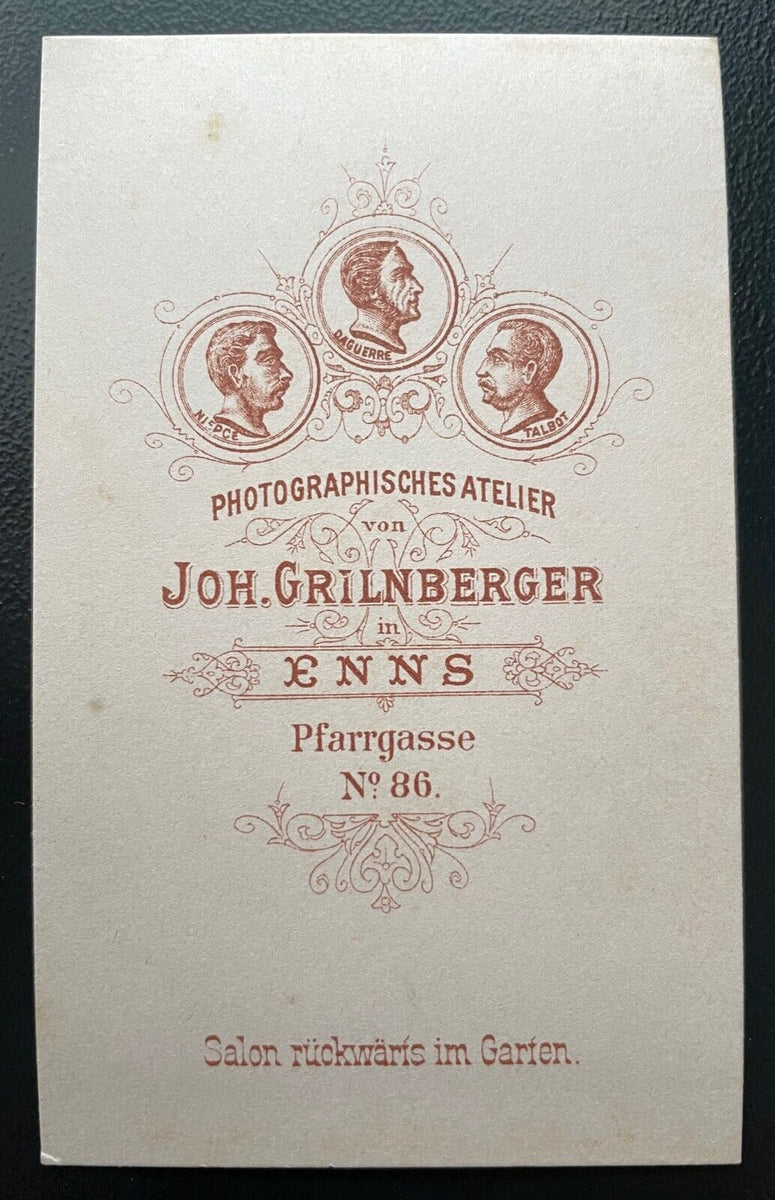 DAGUERRE
NIEPCE
TALBOT
PHOTOGRAPHISCHES ATELIER
von
JOH. GRILNBERGER
in
ENNS
Pfarrgasse
Nº 86.
Salon rückwärts im Garten.